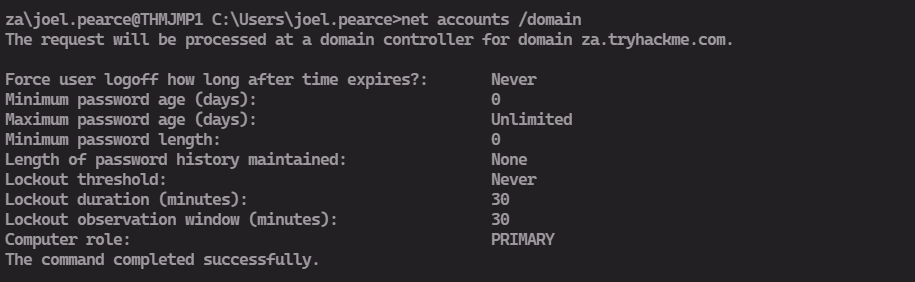 za\joel.pearce@THMJMP1 C:\Users\joel.pearce>net accounts /domain
The request will be processed at a domain controller for domain za.tryhackme.com.
Force user logoff how long after time expires?: Never
Minimum password age (days): 0
Maximum password age (days): Unlimited
Minimum password length: 0
Length of password history maintained: None
Lockout threshold: Never
Lockout duration (minutes): 30
Lockout observation window (minutes): 30
Computer role: PRIMARY
The command completed successfully.